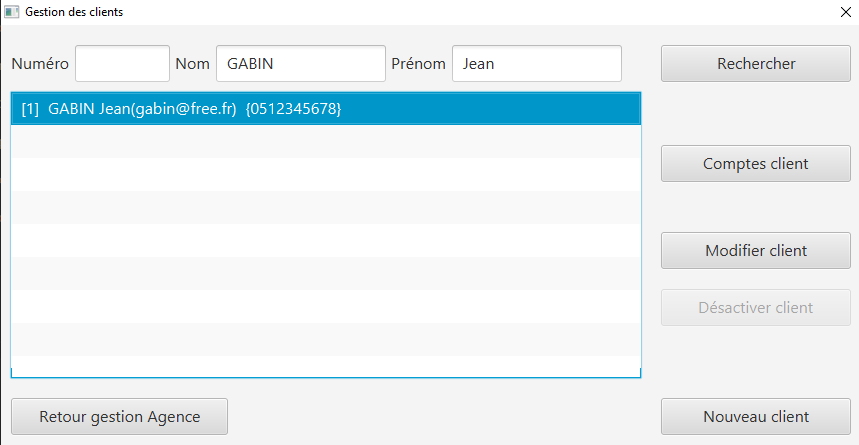 Gestion des clients
Numéro Nom GABIN Prénom Jean Rechercher
[1] GABIN Jean(gabin@free.fr) {0512345678}
Comptes client
Modifier client
Désactiver client
Retour gestion Agence Nouveau client